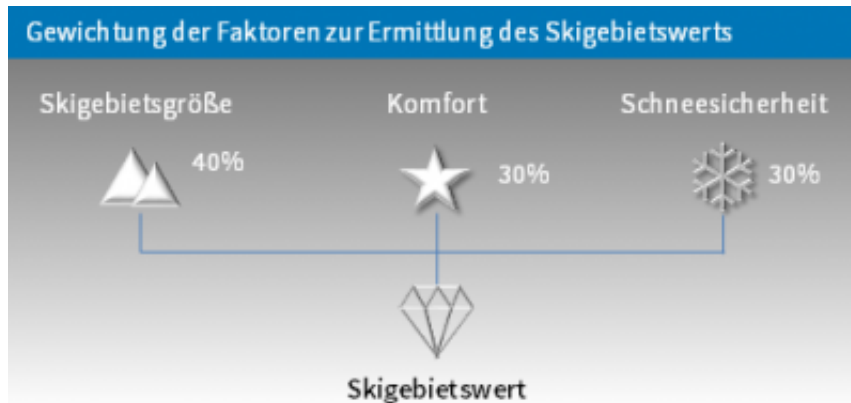 Gewichtung der Faktoren zur Ermittlung des Skigebietswerts
Skigebietsgröße
Komfort
Schneesicherheit
40%
30%
30%
Skigebietswert